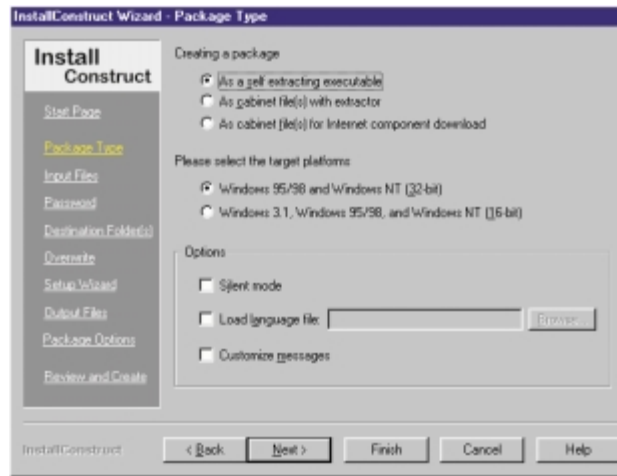 InstallConstruct Wizard - Package Type
Install
Construct
Start Page
Package Type
Input Files
Password
Destination Folder(s)
Overwrite
Setup Wizard
Output Files
Package Options
Review and Create
Creating a package
As a self extracting executable
As cabinet file(s) with extractor
As cabinet file(s) for Internet component download
Please select the target platforms
Windows 95/98 and Windows NT (32-bit)
Windows 3.1, Windows 95/98, and Windows NT (16-bit)
Options
Silent mode
Load language file:
Browse...
Customize messages
InstallConstruct
< Back
Next >
Finish
Cancel
Help